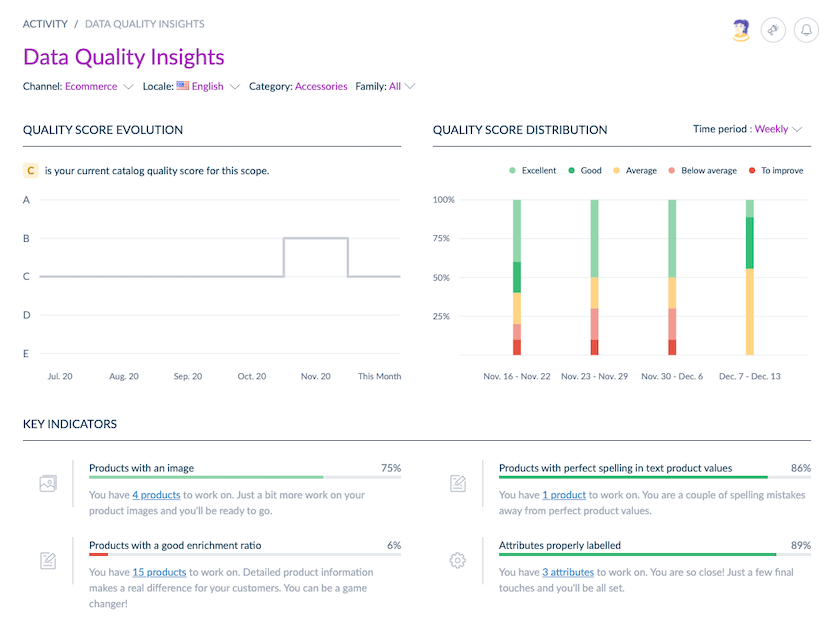 ACTIVITY / DATA QUALITY INSIGHTS
Data Quality Insights
Channel: Ecommerce Locale: English Category: Accessories Family: All
QUALITY SCORE EVOLUTION
C is your current catalog quality score for this scope.
A
B
C
D
E
Jul. 20 Aug. 20 Sep. 20 Oct. 20 Nov. 20 This Month
QUALITY SCORE DISTRIBUTION
Time period : Weekly
Excellent Good Average Below average To improve
100%
75%
50%
25%
Nov. 16 - Nov. 22 Nov. 23 - Nov. 29 Nov. 30 - Dec. 6 Dec. 7 - Dec. 13
KEY INDICATORS
Products with an image 75%
You have 4 products to work on. Just a bit more work on your
product images and you'll be ready to go.
Products with perfect spelling in text product values 86%
You have 1 product to work on. You are a couple of spelling mistakes
away from perfect product values.
Products with a good enrichment ratio 6%
You have 15 products to work on. Detailed product information
makes a real difference for your customers. You can be a game
changer!
Attributes properly labelled 89%
You have 3 attributes to work on. You are so close! Just a few final
touches and you'll be all set.